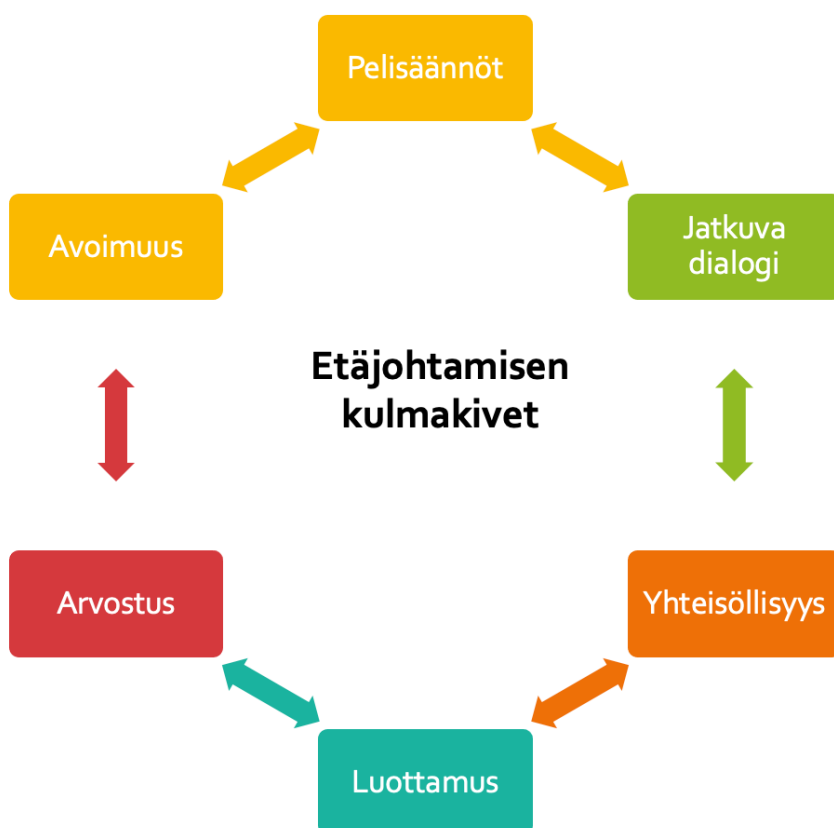 Pelisäännöt
Avoimuus
Jatkuva
dialogi
Etäjohtamisen
kulmakivet
Arvostus
Yhteisöllisyys
Luottamus